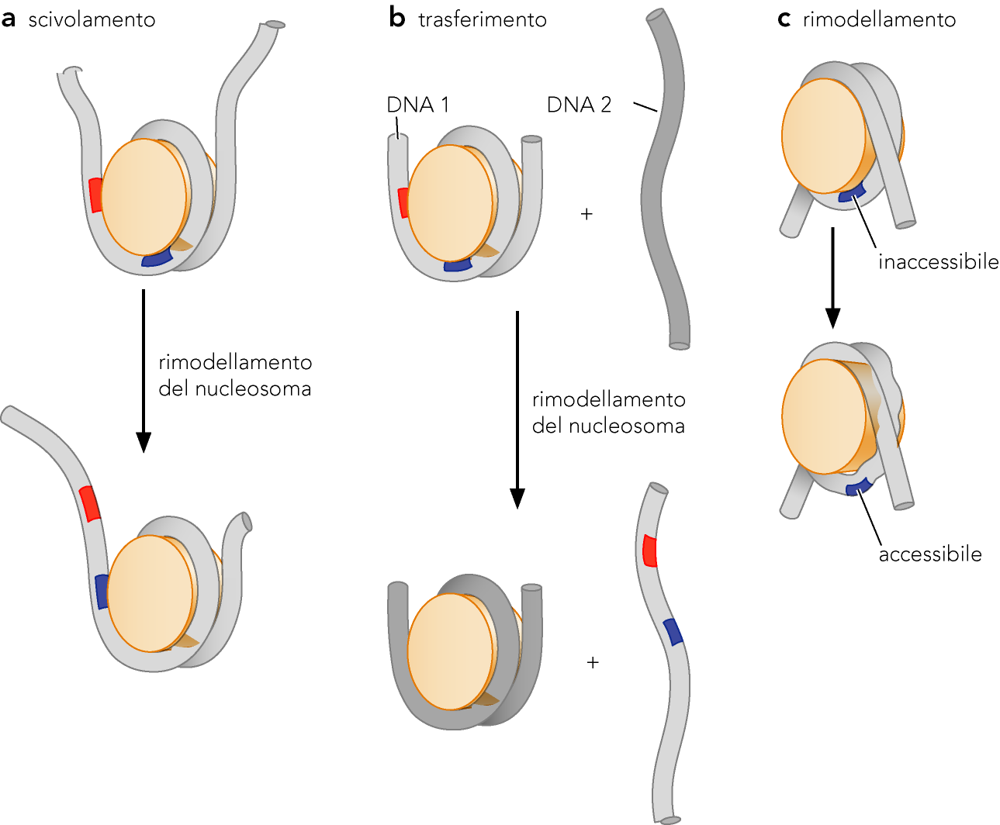 a scivolamento
rimodellamento
del nucleosoma
b trasferimento
DNA 1
DNA 2
+
rimodellamento
del nucleosoma
+
c rimodellamento
inaccessibile
accessibile